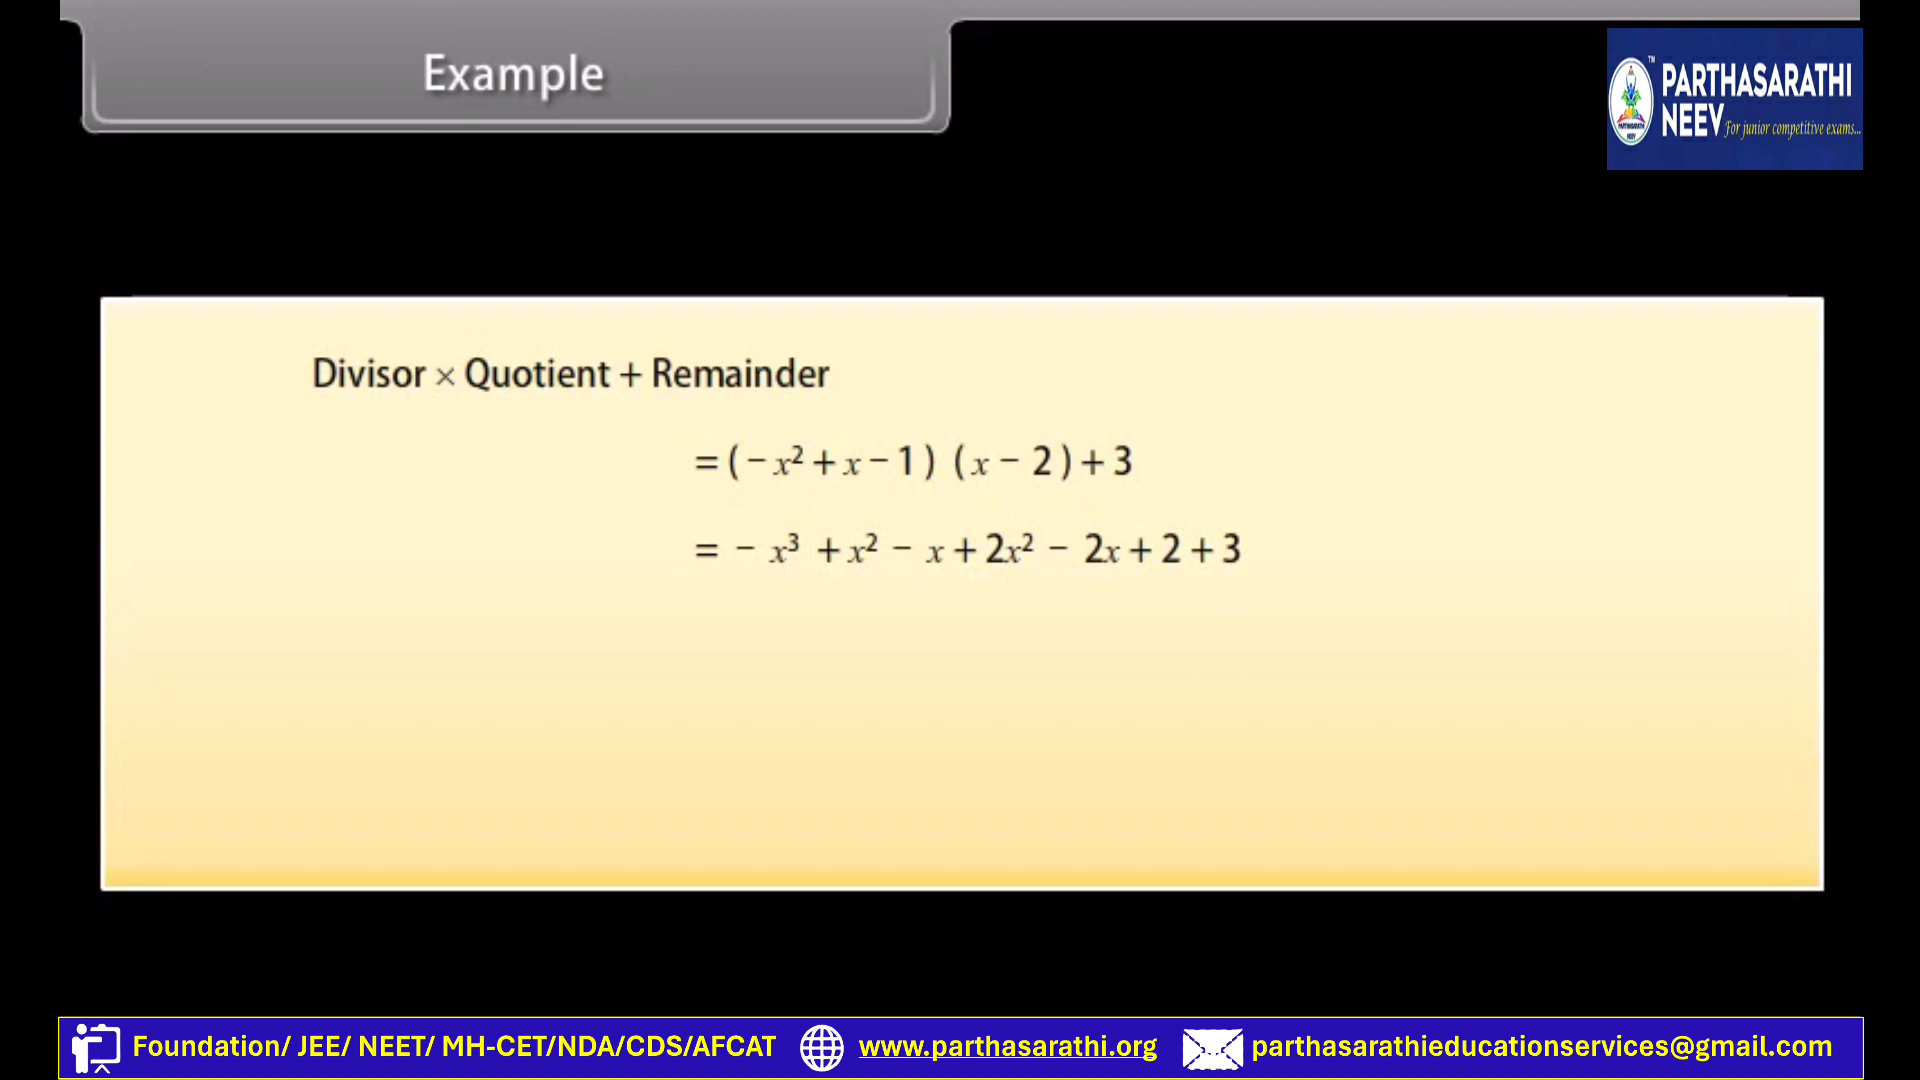 Example
PARTHASARATHI
NEEV For junior competitive exams...
Divisor × Quotient + Remainder
= ( − x² + x − 1 ) ( x − 2 ) + 3
= − x³ + x² − x + 2x² − 2x + 2 + 3
Foundation/ JEE/ NEET/ MH-CET/NDA/CDS/AFCAT www.parthasarathi.org parthasarathieducationservices@gmail.com